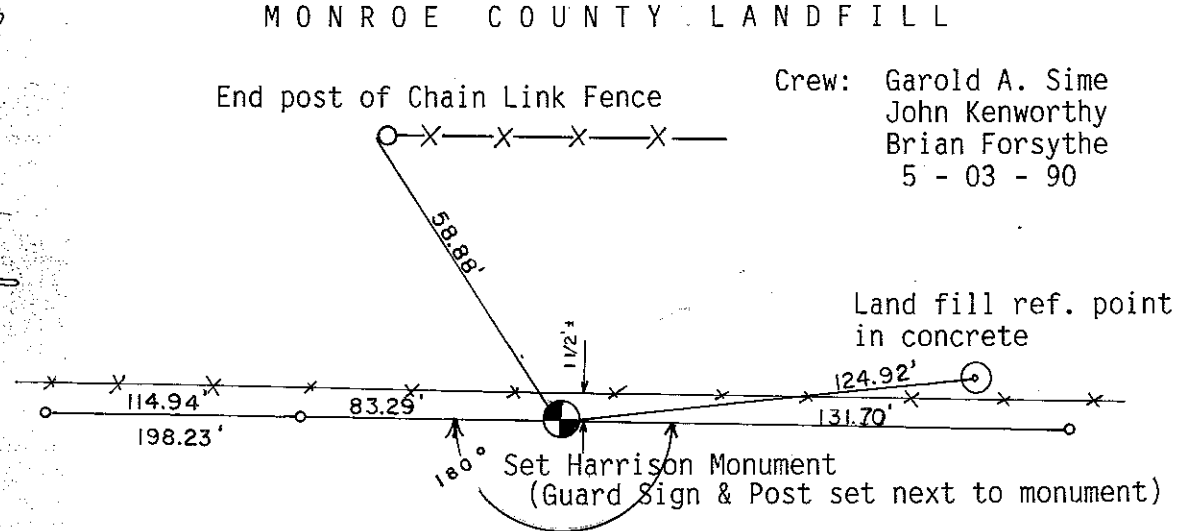 MONROE COUNTY LANDFILL
Crew: Garold A. Sime
John Kenworthy
Brian Forsythe
5 - 03 - 90
End post of Chain Link Fence
58.88'
Land fill ref. point
in concrete
1 1/2'±
124.92'
114.94'
83.29'
131.70'
198.23'
180°
Set Harrison Monument
(Guard Sign & Post set next to monument)